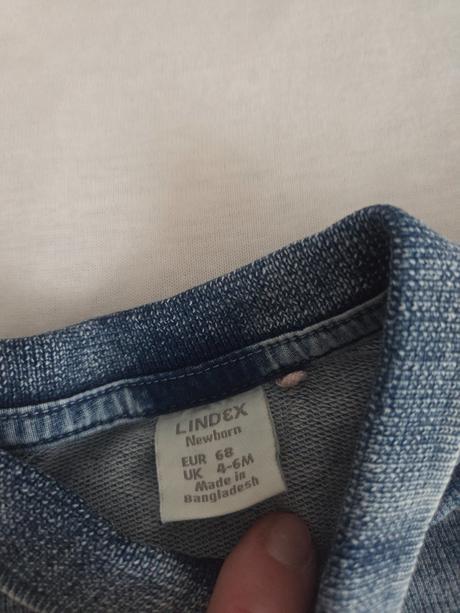 LINDEX
Newborn
EUR 68
UK 4-6M
Made in
Bangladesh